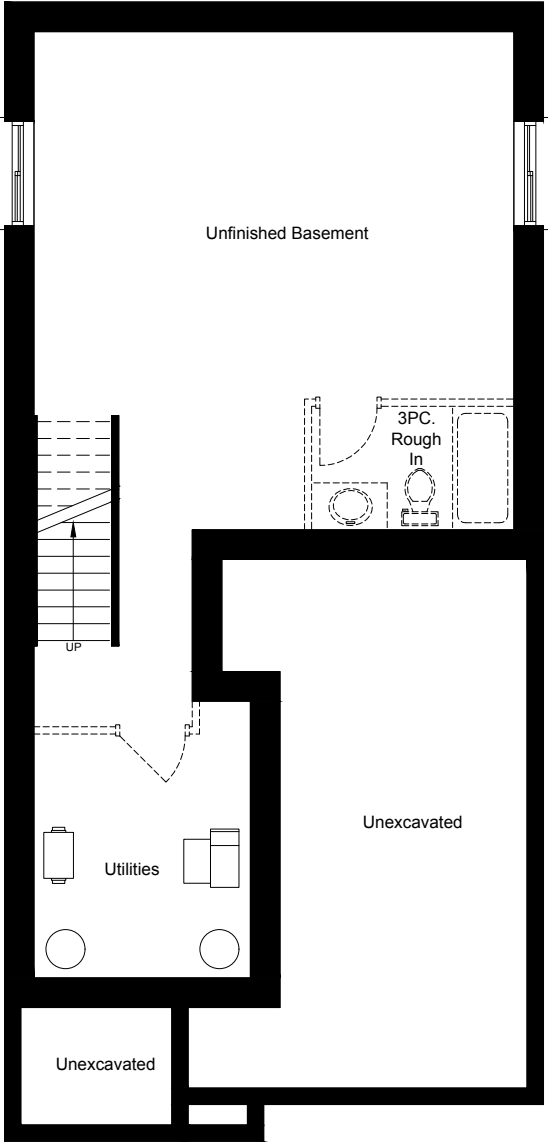 Unfinished Basement
3PC.
Rough
In
UP
Unexcavated
Utilities
Unexcavated